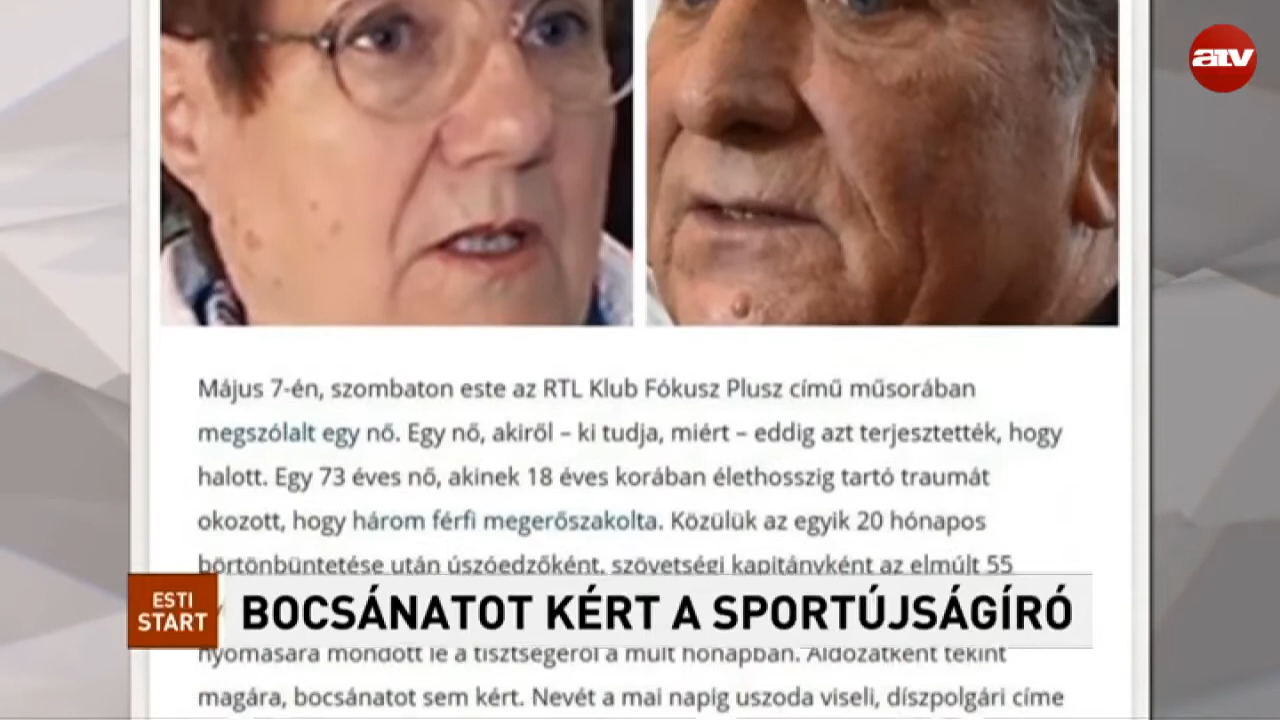 atv
Május 7-én, szombaton este az RTL Klub Fókusz Plusz című műsorában
megszólalt egy nő. Egy nő, akiről – ki tudja, miért – eddig azt terjesztették, hogy
halott. Egy 73 éves nő, akinek 18 éves korában élethosszig tartó traumát
okozott, hogy három férfi megerőszakolta. Közülük az egyik 20 hónapos
börtönbüntetése után úszóedzőként, szövetségi kapitányként az elmúlt 55
ESTI
START
BOCSÁNATOT KÉRT A SPORTÚJSÁGÍRÓ
nyomására mondott le a tisztségéről a múlt hónapban. Áldozatként tekint
magára, bocsánatot sem kért. Nevét a mai napig uszoda viseli, díszpolgári címe